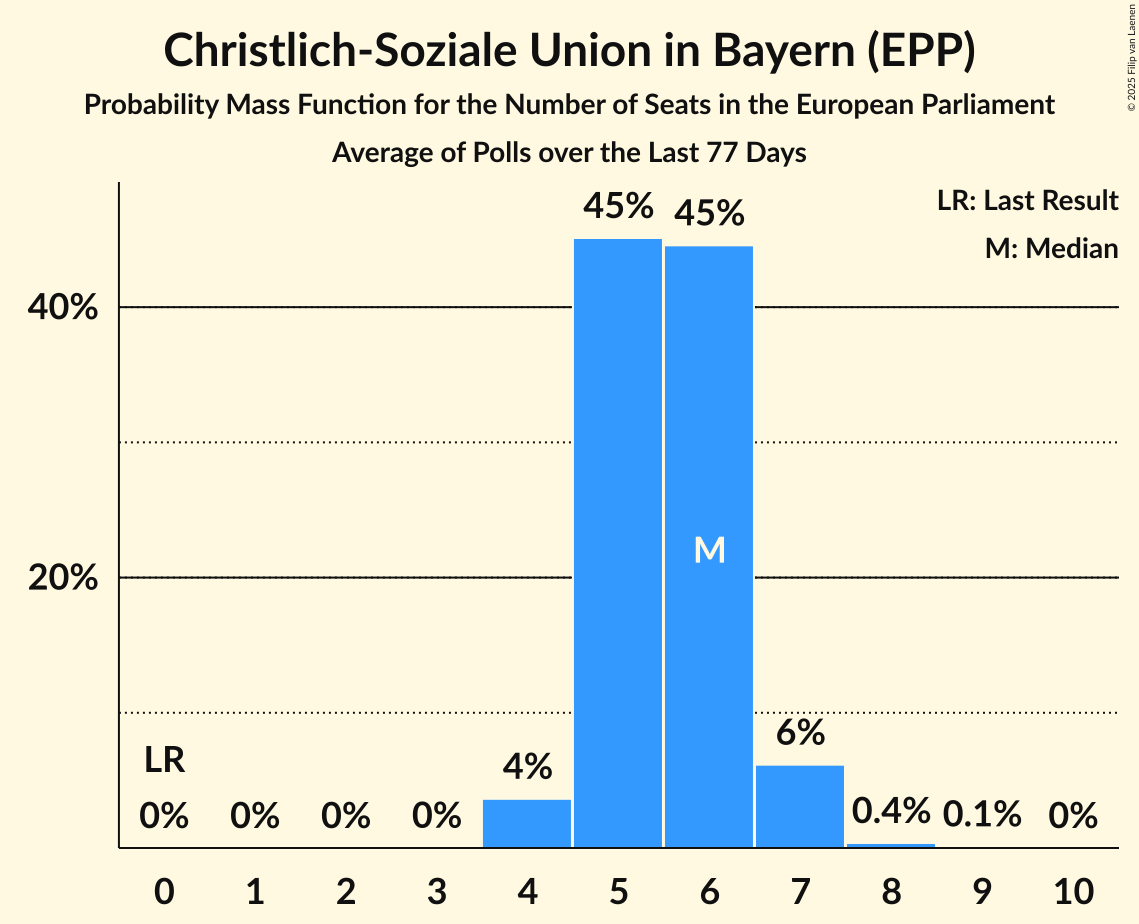 Christlich-Soziale Union in Bayern (EPP)
Probability Mass Function for the Number of Seats in the European Parliament
Average of Polls over the Last 77 Days
© 2025 Filip van Laenen
LR: Last Result
M: Median
45% 45%
40%
M
20%
LR
0% 0% 0% 0% 4% 6% 0.4% 0.1% 0%
0 1 2 3 4 5 6 7 8 9 10